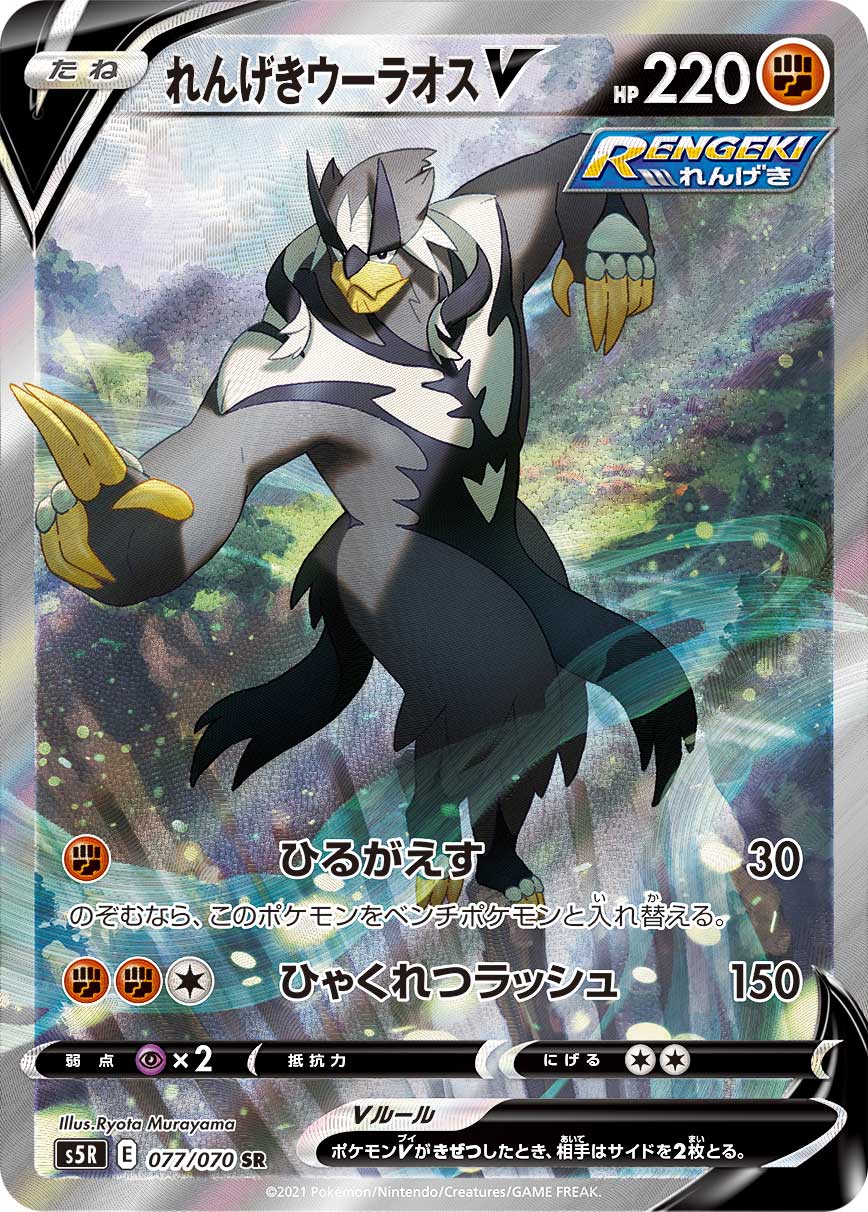 たね れんげきウーラオスV HP 220
RENGEKI
れんげき
ひるがえす 30
のぞむなら、このポケモンをベンチポケモンと入れ替える。
ひゃくれつラッシュ 150
弱点 ×2 抵抗力 にげる
Illus.Ryota Murayama
Vルール
ポケモンVがきぜつしたとき、相手はサイドを2枚とる。
s5R E 077/070 SR
©2021 Pokémon/Nintendo/Creatures/GAME FREAK.